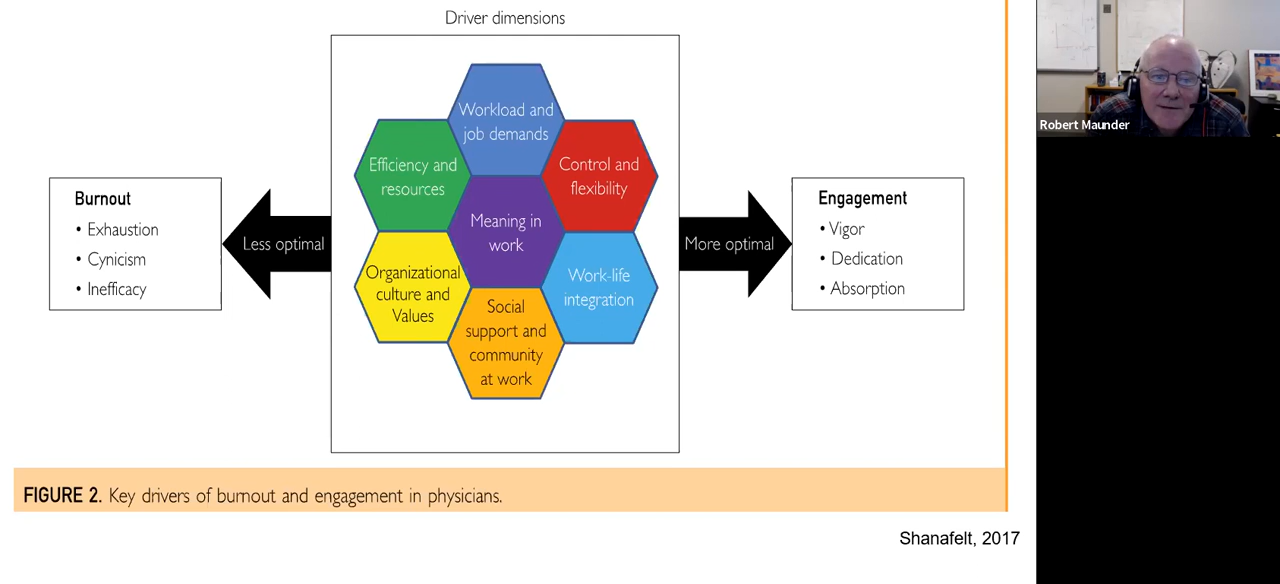 Driver dimensions
Workload and
job demands
Efficiency and
resources
Control and
flexibility
Meaning in
work
Organizational
culture and
Values
Work-life
integration
Social
support and
community
at work
Burnout
• Exhaustion
• Cynicism
• Inefficacy
Less optimal
More optimal
Engagement
• Vigor
• Dedication
• Absorption
FIGURE 2. Key drivers of burnout and engagement in physicians.
Shanafelt, 2017
Robert Maunder